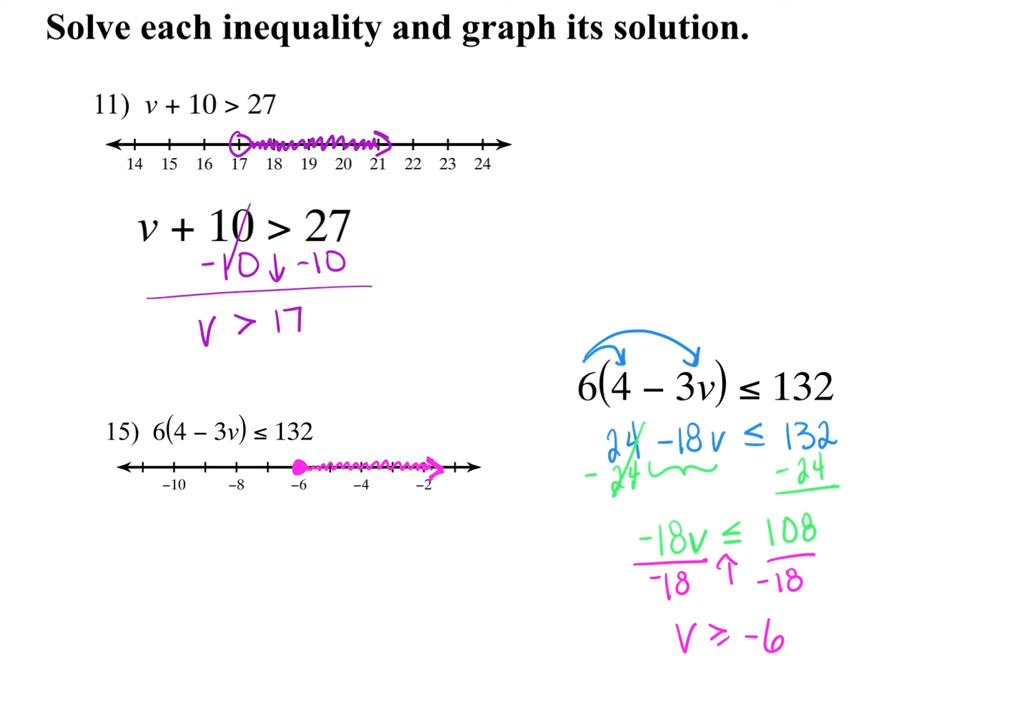 Solve each inequality and graph its solution.
11) v + 10 > 27
14 15 16 17 18 19 20 21 22 23 24
v + 10 > 27
-10 ↓ -10
v > 17
6(4 − 3v) ≤ 132
24 -18v ≤ 132
-24 -24
-18v ≤ 108
-18 ↑ -18
v ≥ -6
15) 6(4 − 3v) ≤ 132
−10 −8 −6 −4 −2